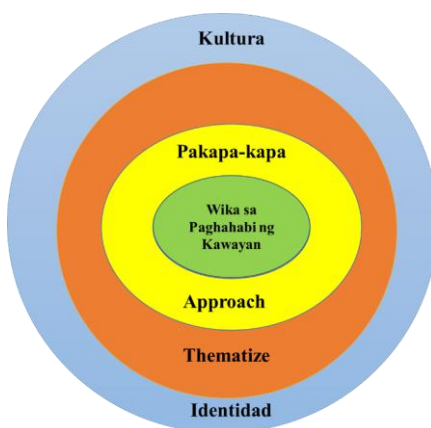 Kultura
Pakapa-kapa
Wika sa
Paghahabi ng
Kawayan
Approach
Thematize
Identidad